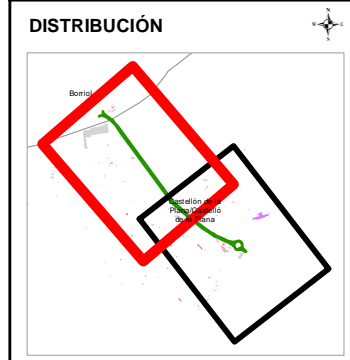 DISTRIBUCIÓN
N
W
E
S
Borriol
Castellón de la
Plana/Castelló
de la Plana